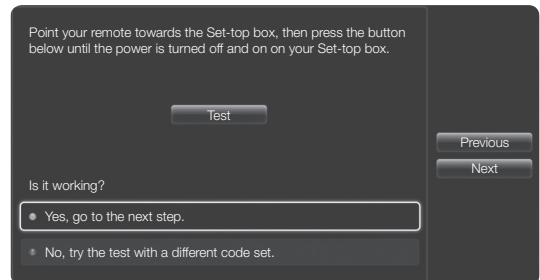 Point your remote towards the Set-top box, then press the button
below until the power is turned off and on on your Set-top box.
Test
Previous
Next
Is it working?
Yes, go to the next step.
No, try the test with a different code set.